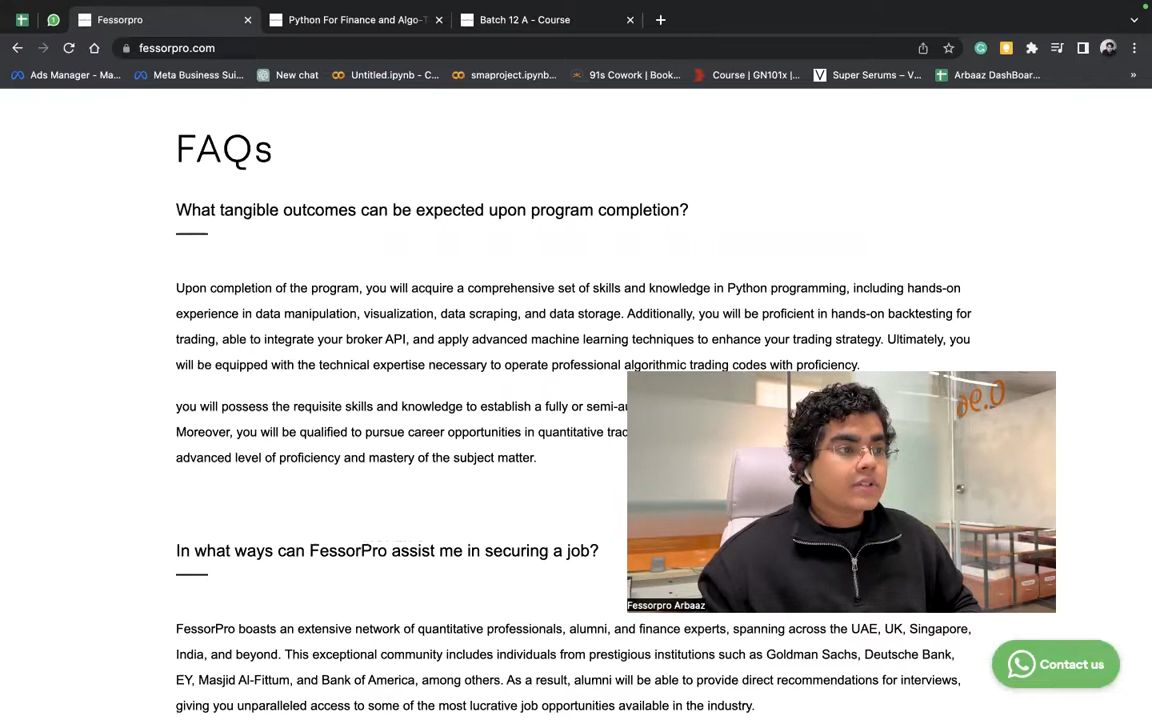 Fessorpro
Python For Finance and Algo-T
Batch 12 A - Course
fessorpro.com
Ads Manager - Ma...
Meta Business Sui...
New chat
Untitled.ipynb - C...
smaproject.ipynb...
91s Cowork | Book...
Course | GN101x |...
Super Serums – V...
Arbaaz DashBoar...
FAQs
What tangible outcomes can be expected upon program completion?
Upon completion of the program, you will acquire a comprehensive set of skills and knowledge in Python programming, including hands-on
experience in data manipulation, visualization, data scraping, and data storage. Additionally, you will be proficient in hands-on backtesting for
trading, able to integrate your broker API, and apply advanced machine learning techniques to enhance your trading strategy. Ultimately, you
will be equipped with the technical expertise necessary to operate professional algorithmic trading codes with proficiency.
you will possess the requisite skills and knowledge to establish a fully or semi-au
Moreover, you will be qualified to pursue career opportunities in quantitative trad
advanced level of proficiency and mastery of the subject matter.
Fessorpro Arbaaz
In what ways can FessorPro assist me in securing a job?
FessorPro boasts an extensive network of quantitative professionals, alumni, and finance experts, spanning across the UAE, UK, Singapore,
India, and beyond. This exceptional community includes individuals from prestigious institutions such as Goldman Sachs, Deutsche Bank,
EY, Masjid Al-Fittum, and Bank of America, among others. As a result, alumni will be able to provide direct recommendations for interviews,
giving you unparalleled access to some of the most lucrative job opportunities available in the industry.
Contact us